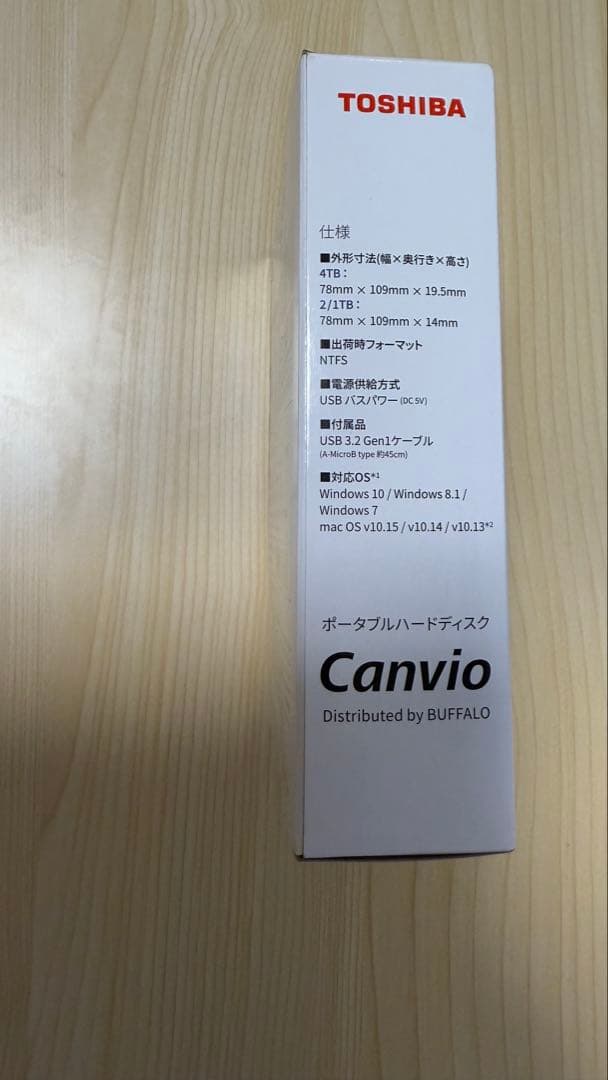 TOSHIBA
仕様
■外形寸法(幅×奥行き×高さ)
4TB：
78mm × 109mm × 19.5mm
2/1TB：
78mm × 109mm × 14mm
■出荷時フォーマット
NTFS
■電源供給方式
USB バスパワー (DC 5V)
■付属品
USB 3.2 Gen1ケーブル
(A-MicroB type 約45cm)
■対応OS*1
Windows 10 / Windows 8.1 /
Windows 7
mac OS v10.15 / v10.14 / v10.13*2
ポータブルハードディスク
Canvio
Distributed by BUFFALO